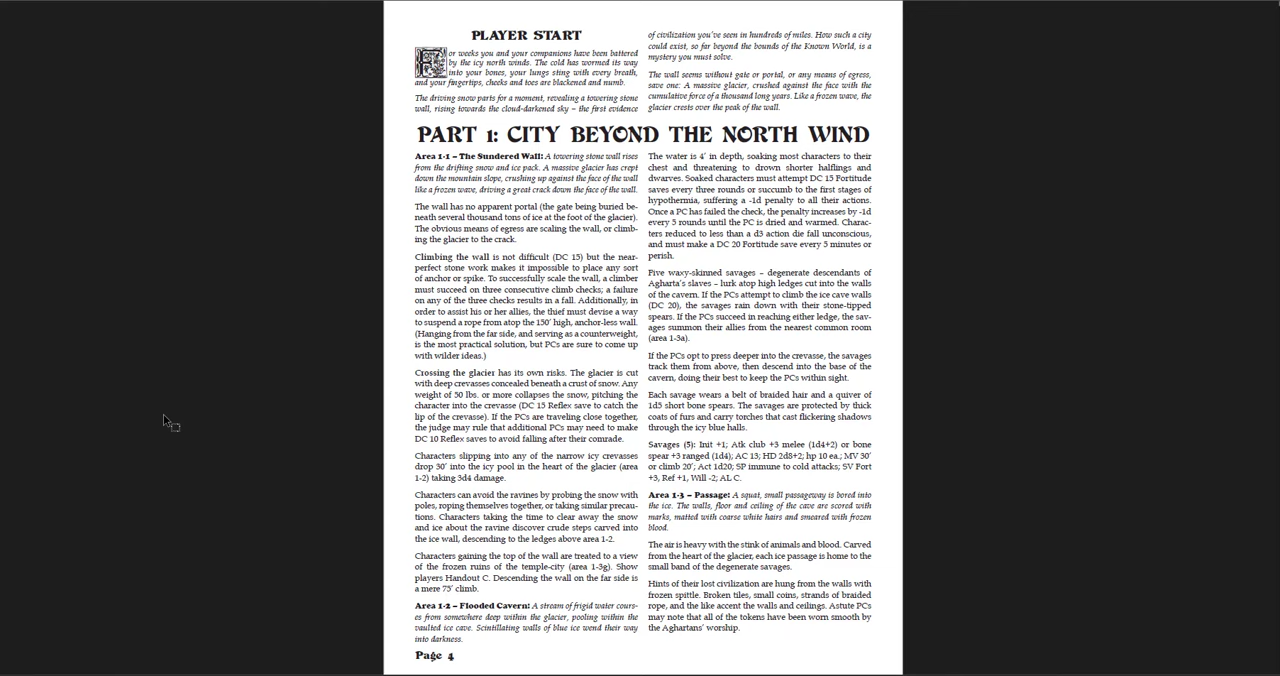 PLAYER START
For weeks you and your companions have been battered
by the icy north winds. The cold has wormed its way
into your bones, your lungs sting with every breath,
and your fingertips, cheeks and toes are blackened and numb.
The driving snow parts for a moment, revealing a towering stone
wall, rising towards the cloud-darkened sky – the first evidence
of civilization you've seen in hundreds of miles. How such a city
could exist, so far beyond the bounds of the Known World, is a
mystery you must solve.
The wall seems without gate or portal, or any means of egress,
save one: A massive glacier, crushed against the face with the
cumulative force of a thousand long years. Like a frozen wave, the
glacier crests over the peak of the wall.
PART 1: CITY BEYOND THE NORTH WIND
Area 1-1 – The Sundered Wall: A towering stone wall rises
from the drifting snow and ice pack. A massive glacier has crept
down the mountain slope, crushing up against the face of the wall
like a frozen wave, driving a great crack down the face of the wall.
The wall has no apparent portal (the gate being buried be-
neath several thousand tons of ice at the foot of the glacier).
The obvious means of egress are scaling the wall, or climb-
ing the glacier to the crack.
Climbing the wall is not difficult (DC 15) but the near-
perfect stone work makes it impossible to place any sort
of anchor or spike. To successfully scale the wall, a climber
must succeed on three consecutive climb checks; a failure
on any of the three checks results in a fall. Additionally, in
order to assist his or her allies, the thief must devise a way
to suspend a rope from atop the 150' high, anchor-less wall.
(Hanging from the far side, and serving as a counterweight,
is the most practical solution, but PCs are sure to come up
with wilder ideas.)
Crossing the glacier has its own risks. The glacier is cut
with deep crevasses concealed beneath a crust of snow. Any
weight of 50 lbs. or more collapses the snow, pitching the
character into the crevasse (DC 15 Reflex save to catch the
lip of the crevasse). If the PCs are traveling close together,
the judge may rule that additional PCs may need to make
DC 10 Reflex saves to avoid falling after their comrade.
Characters slipping into any of the narrow icy crevasses
drop 30' into the icy pool in the heart of the glacier (area
1-2) taking 3d4 damage.
Characters can avoid the ravines by probing the snow with
poles, roping themselves together, or taking similar precau-
tions. Characters taking the time to clear away the snow
and ice about the ravine discover crude steps carved into
the ice wall, descending to the ledges above area 1-2.
Characters gaining the top of the wall are treated to a view
of the frozen ruins of the temple-city (area 1-3g). Show
players Handout C. Descending the wall on the far side is
a mere 75' climb.
Area 1-2 – Flooded Cavern: A stream of frigid water cours-
es from somewhere deep within the glacier, pooling within the
vaulted ice cave. Scintillating walls of blue ice wend their way
into darkness.
The water is 4' in depth, soaking most characters to their
chest and threatening to drown shorter halflings and
dwarves. Soaked characters must attempt DC 15 Fortitude
saves every three rounds or succumb to the first stages of
hypothermia, suffering a -1d penalty to all their actions.
Once a PC has failed the check, the penalty increases by -1d
every 5 rounds until the PC is dried and warmed. Charac-
ters reduced to less than a d3 action die fall unconscious,
and must make a DC 20 Fortitude save every 5 minutes or
perish.
Five waxy-skinned savages – degenerate descendants of
Agharta's slaves – lurk atop high ledges cut into the walls
of the cavern. If the PCs attempt to climb the ice cave walls
(DC 20), the savages rain down with their stone-tipped
spears. If the PCs succeed in reaching either ledge, the sav-
ages summon their allies from the nearest common room
(area 1-3a).
If the PCs opt to press deeper into the crevasse, the savages
track them from above, then descend into the base of the
cavern, doing their best to keep the PCs within sight.
Each savage wears a belt of braided hair and a quiver of
1d5 short bone spears. The savages are protected by thick
coats of furs and carry torches that cast flickering shadows
through the icy blue halls.
Savages (5): Init +1; Atk club +3 melee (1d4+2) or bone
spear +3 ranged (1d4); AC 13; HD 2d8+2; hp 10 ea.; MV 30'
or climb 20'; Act 1d20; SP immune to cold attacks; SV Fort
+3, Ref +1, Will -2; AL C.
Area 1-3 – Passage: A squat, small passageway is bored into
the ice. The walls, floor and ceiling of the cave are scored with
marks, matted with coarse white hairs and smeared with frozen
blood.
The air is heavy with the stink of animals and blood. Carved
from the heart of the glacier, each ice passage is home to the
small band of the degenerate savages.
Hints of their lost civilization are hung from the walls with
frozen spittle. Broken tiles, small coins, strands of braided
rope, and the like accent the walls and ceilings. Astute PCs
may note that all of the tokens have been worn smooth by
the Aghartans' worship.
Page 4